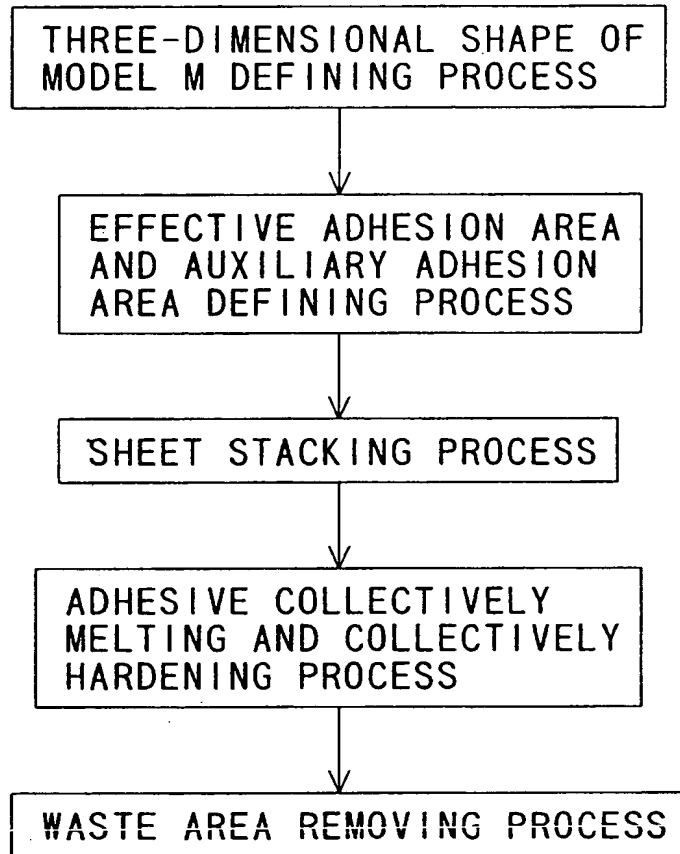 THREE-DIMENSIONAL SHAPE OF
MODEL M DEFINING PROCESS
EFFECTIVE ADHESION AREA
AND AUXILIARY ADHESION
AREA DEFINING PROCESS
SHEET STACKING PROCESS
ADHESIVE COLLECTIVELY
MELTING AND COLLECTIVELY
HARDENING PROCESS
WASTE AREA REMOVING PROCESS